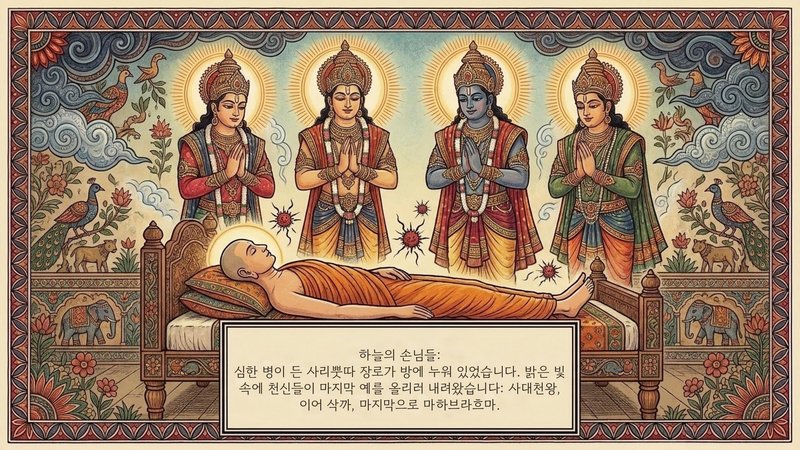 하늘의 손님들:
심한 병이 든 사리뿟따 장로가 방에 누워 있었습니다. 밝은 빛
속에 천신들이 마지막 예를 올리러 내려왔습니다: 사대천왕,
이어 삭까, 마지막으로 마하브라흐마.